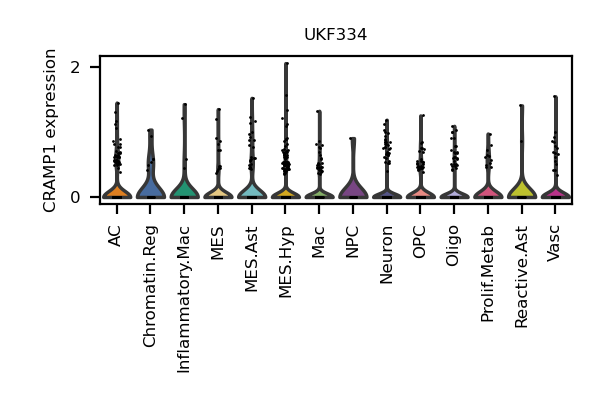 UKF334
CRAMP1 expression
2
0
AC
Chromatin.Reg
Inflammatory.Mac
MES
MES.Ast
MES.Hyp
Mac
NPC
Neuron
OPC
Oligo
Prolif.Metab
Reactive.Ast
Vasc